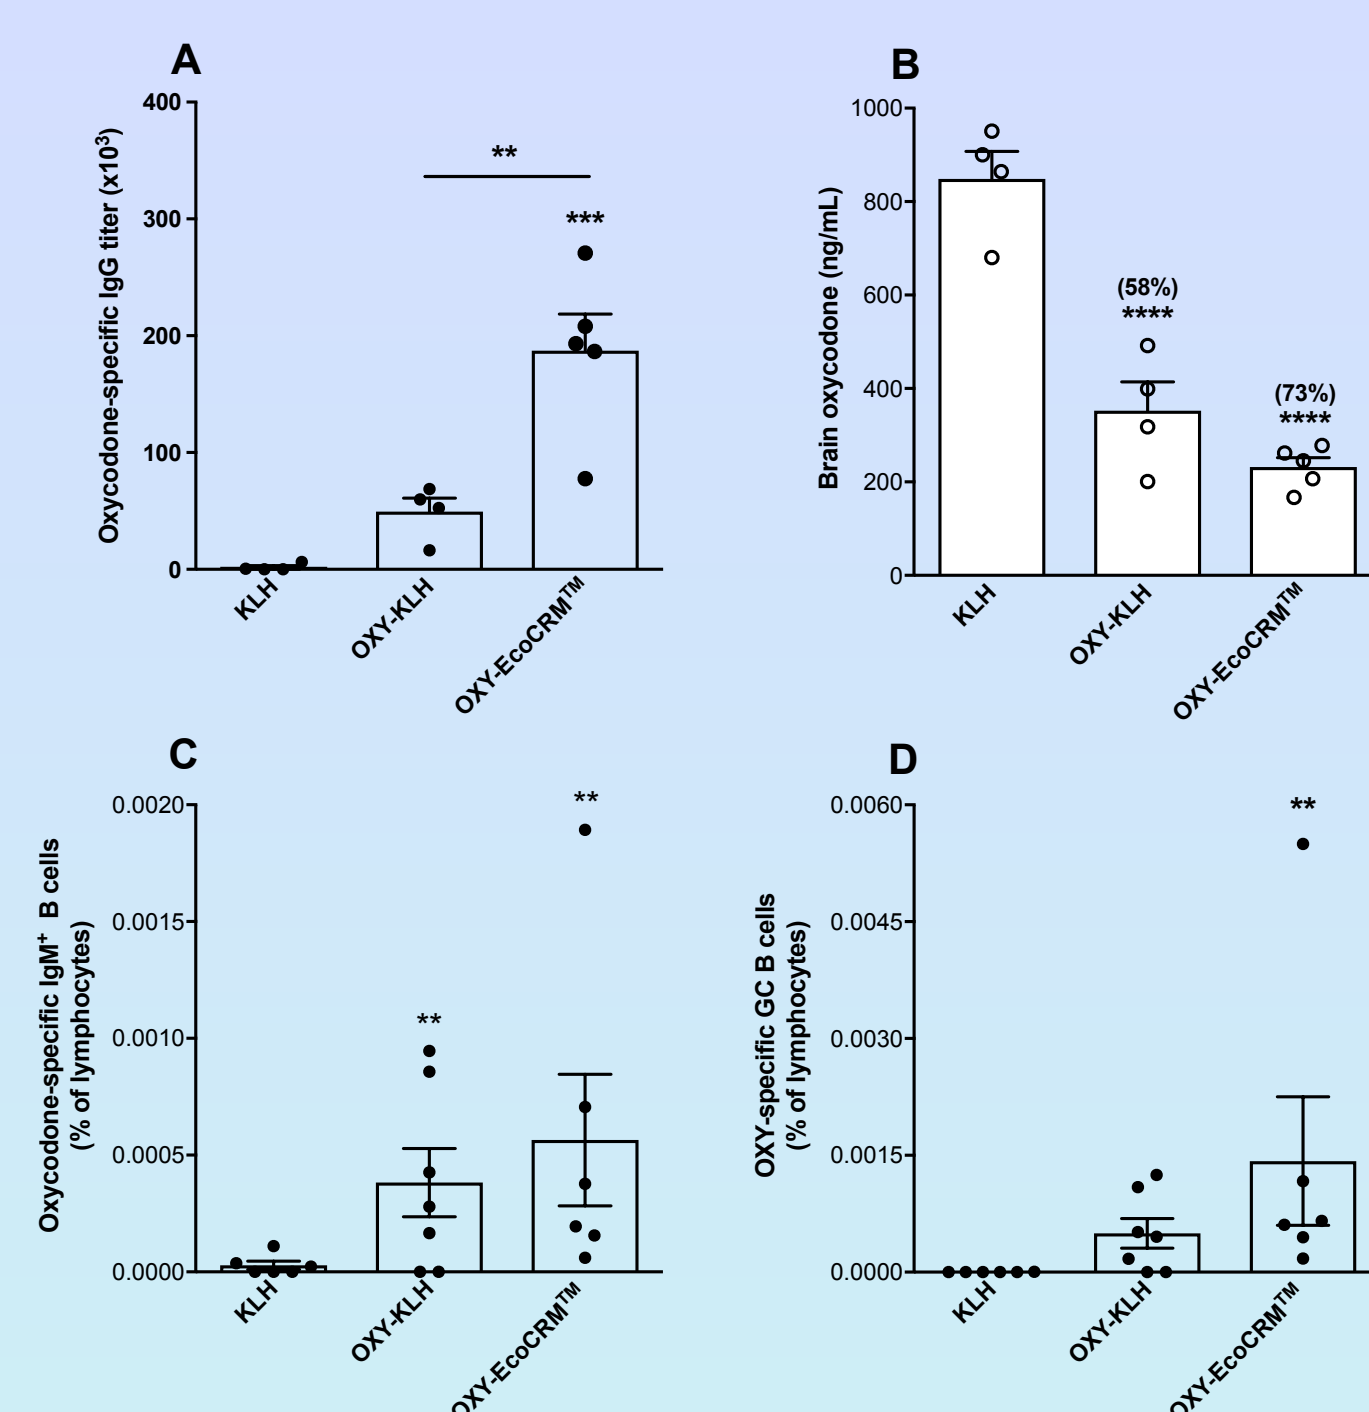 A
Oxycodone-specific IgG titer (x10³)
400
300
200
100
0
**
***
KLH
OXY-KLH
OXY-EcoCRM™
B
Brain oxycodone (ng/mL)
1000
800
600
400
200
0
(58%)
****
(73%)
****
KLH
OXY-KLH
OXY-EcoCRM™
C
Oxycodone-specific IgM⁺ B cells
(% of lymphocytes)
0.0020
0.0015
0.0010
0.0005
0.0000
**
**
KLH
OXY-KLH
OXY-EcoCRM™
D
OXY-specific GC B cells
(% of lymphocytes)
0.0060
0.0045
0.0030
0.0015
0.0000
**
KLH
OXY-KLH
OXY-EcoCRM™